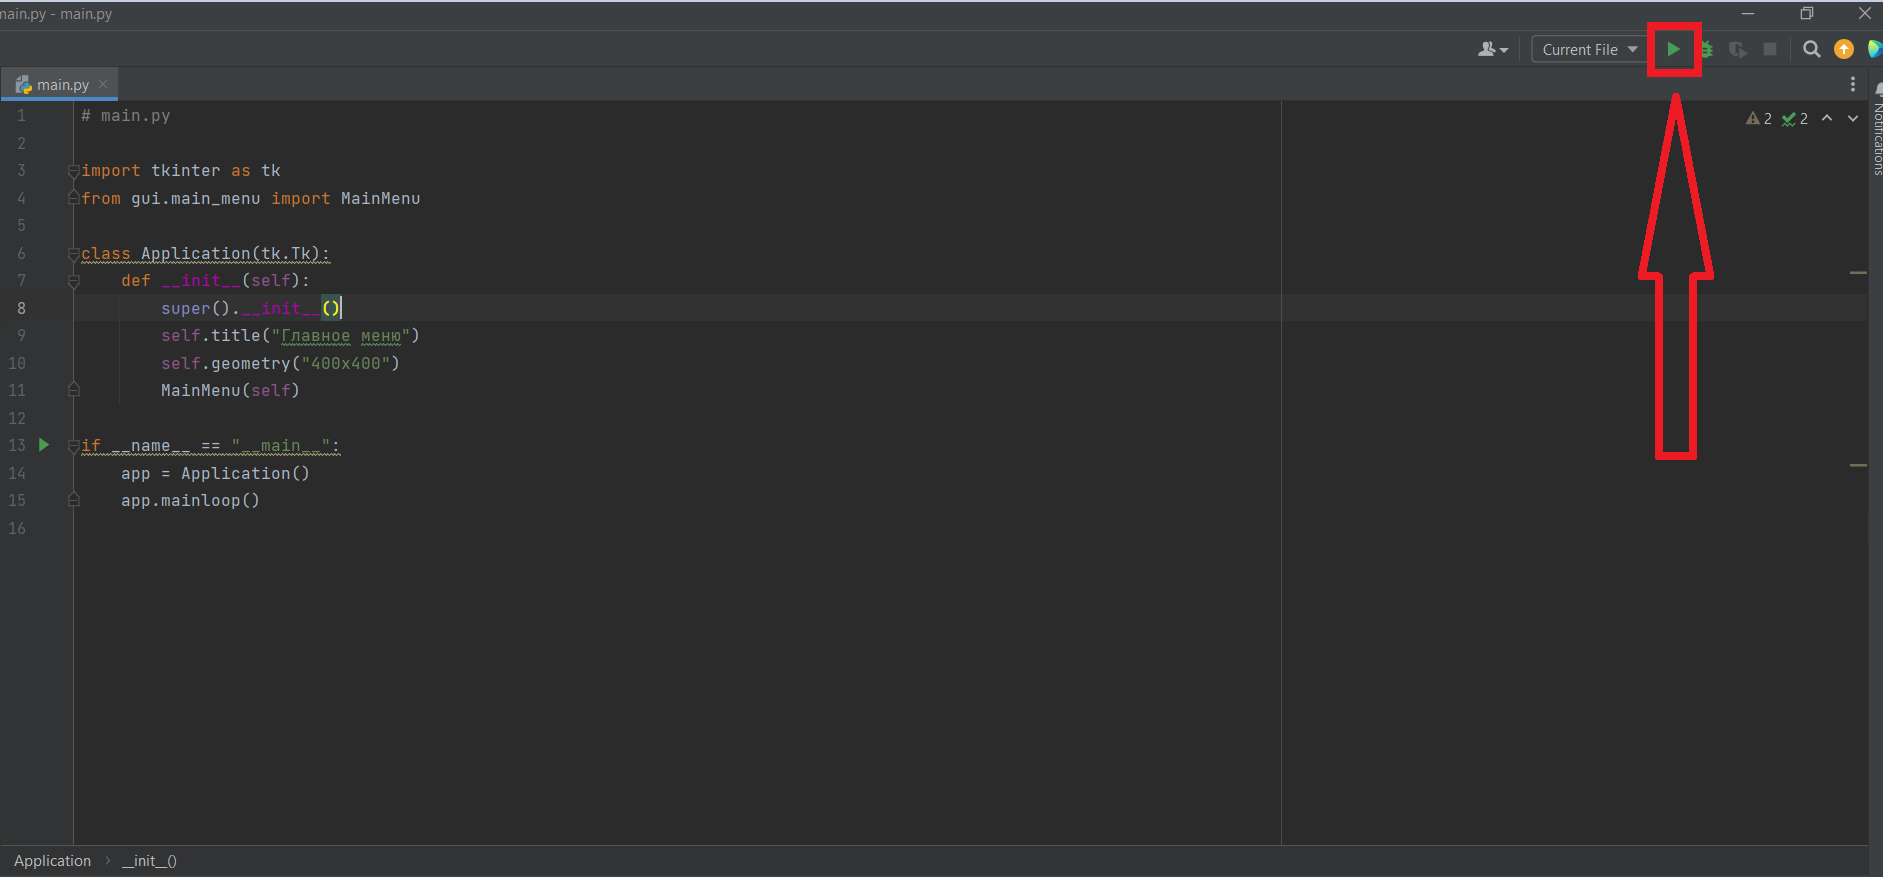 main.py - main.py
Current File
main.py
2 2
Notifications
1 # main.py
2
3 import tkinter as tk
4 from gui.main_menu import MainMenu
5
6 class Application(tk.Tk):
7 def __init__(self):
8 super().__init__()
9 self.title("Главное меню")
10 self.geometry("400x400")
11 MainMenu(self)
12
13 if __name__ == "__main__":
14 app = Application()
15 app.mainloop()
16
Application > __init__()